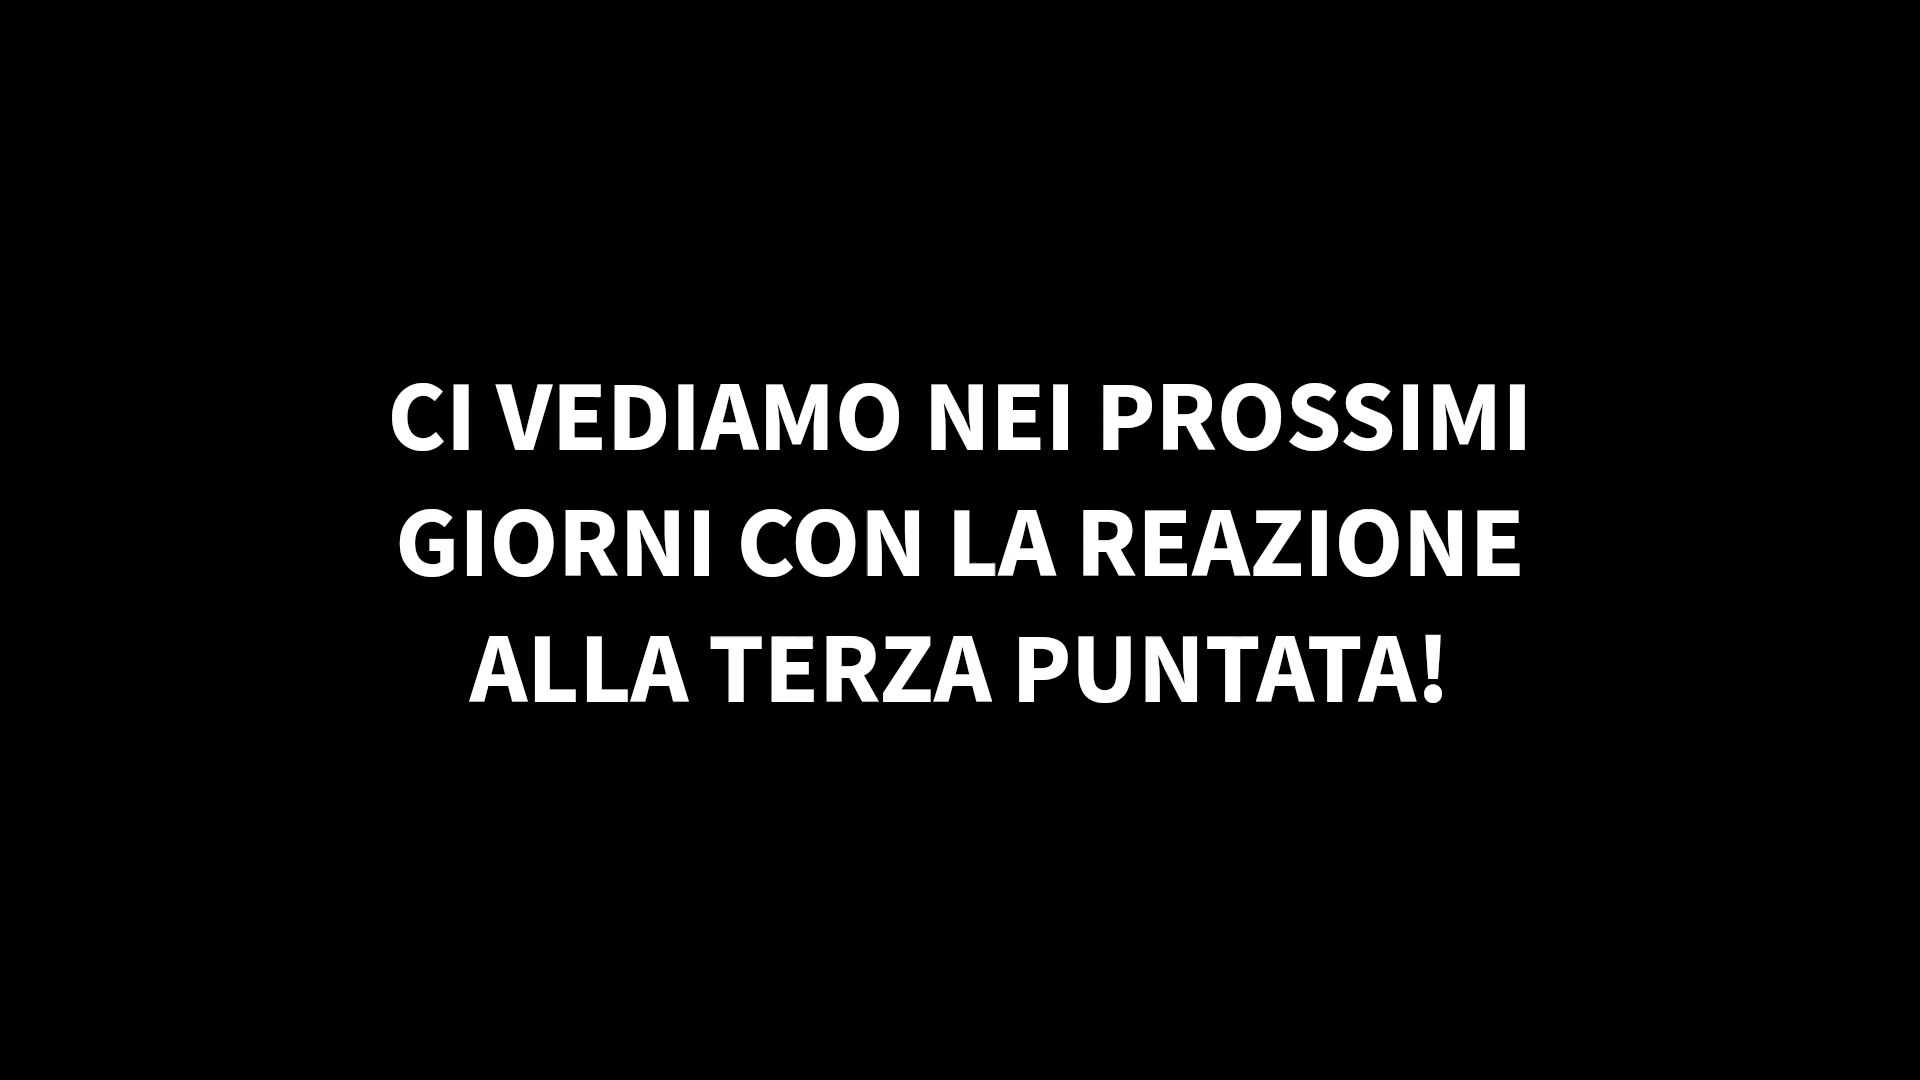 CI VEDIAMO NEI PROSSIMI
GIORNI CON LA REAZIONE
ALLA TERZA PUNTATA!